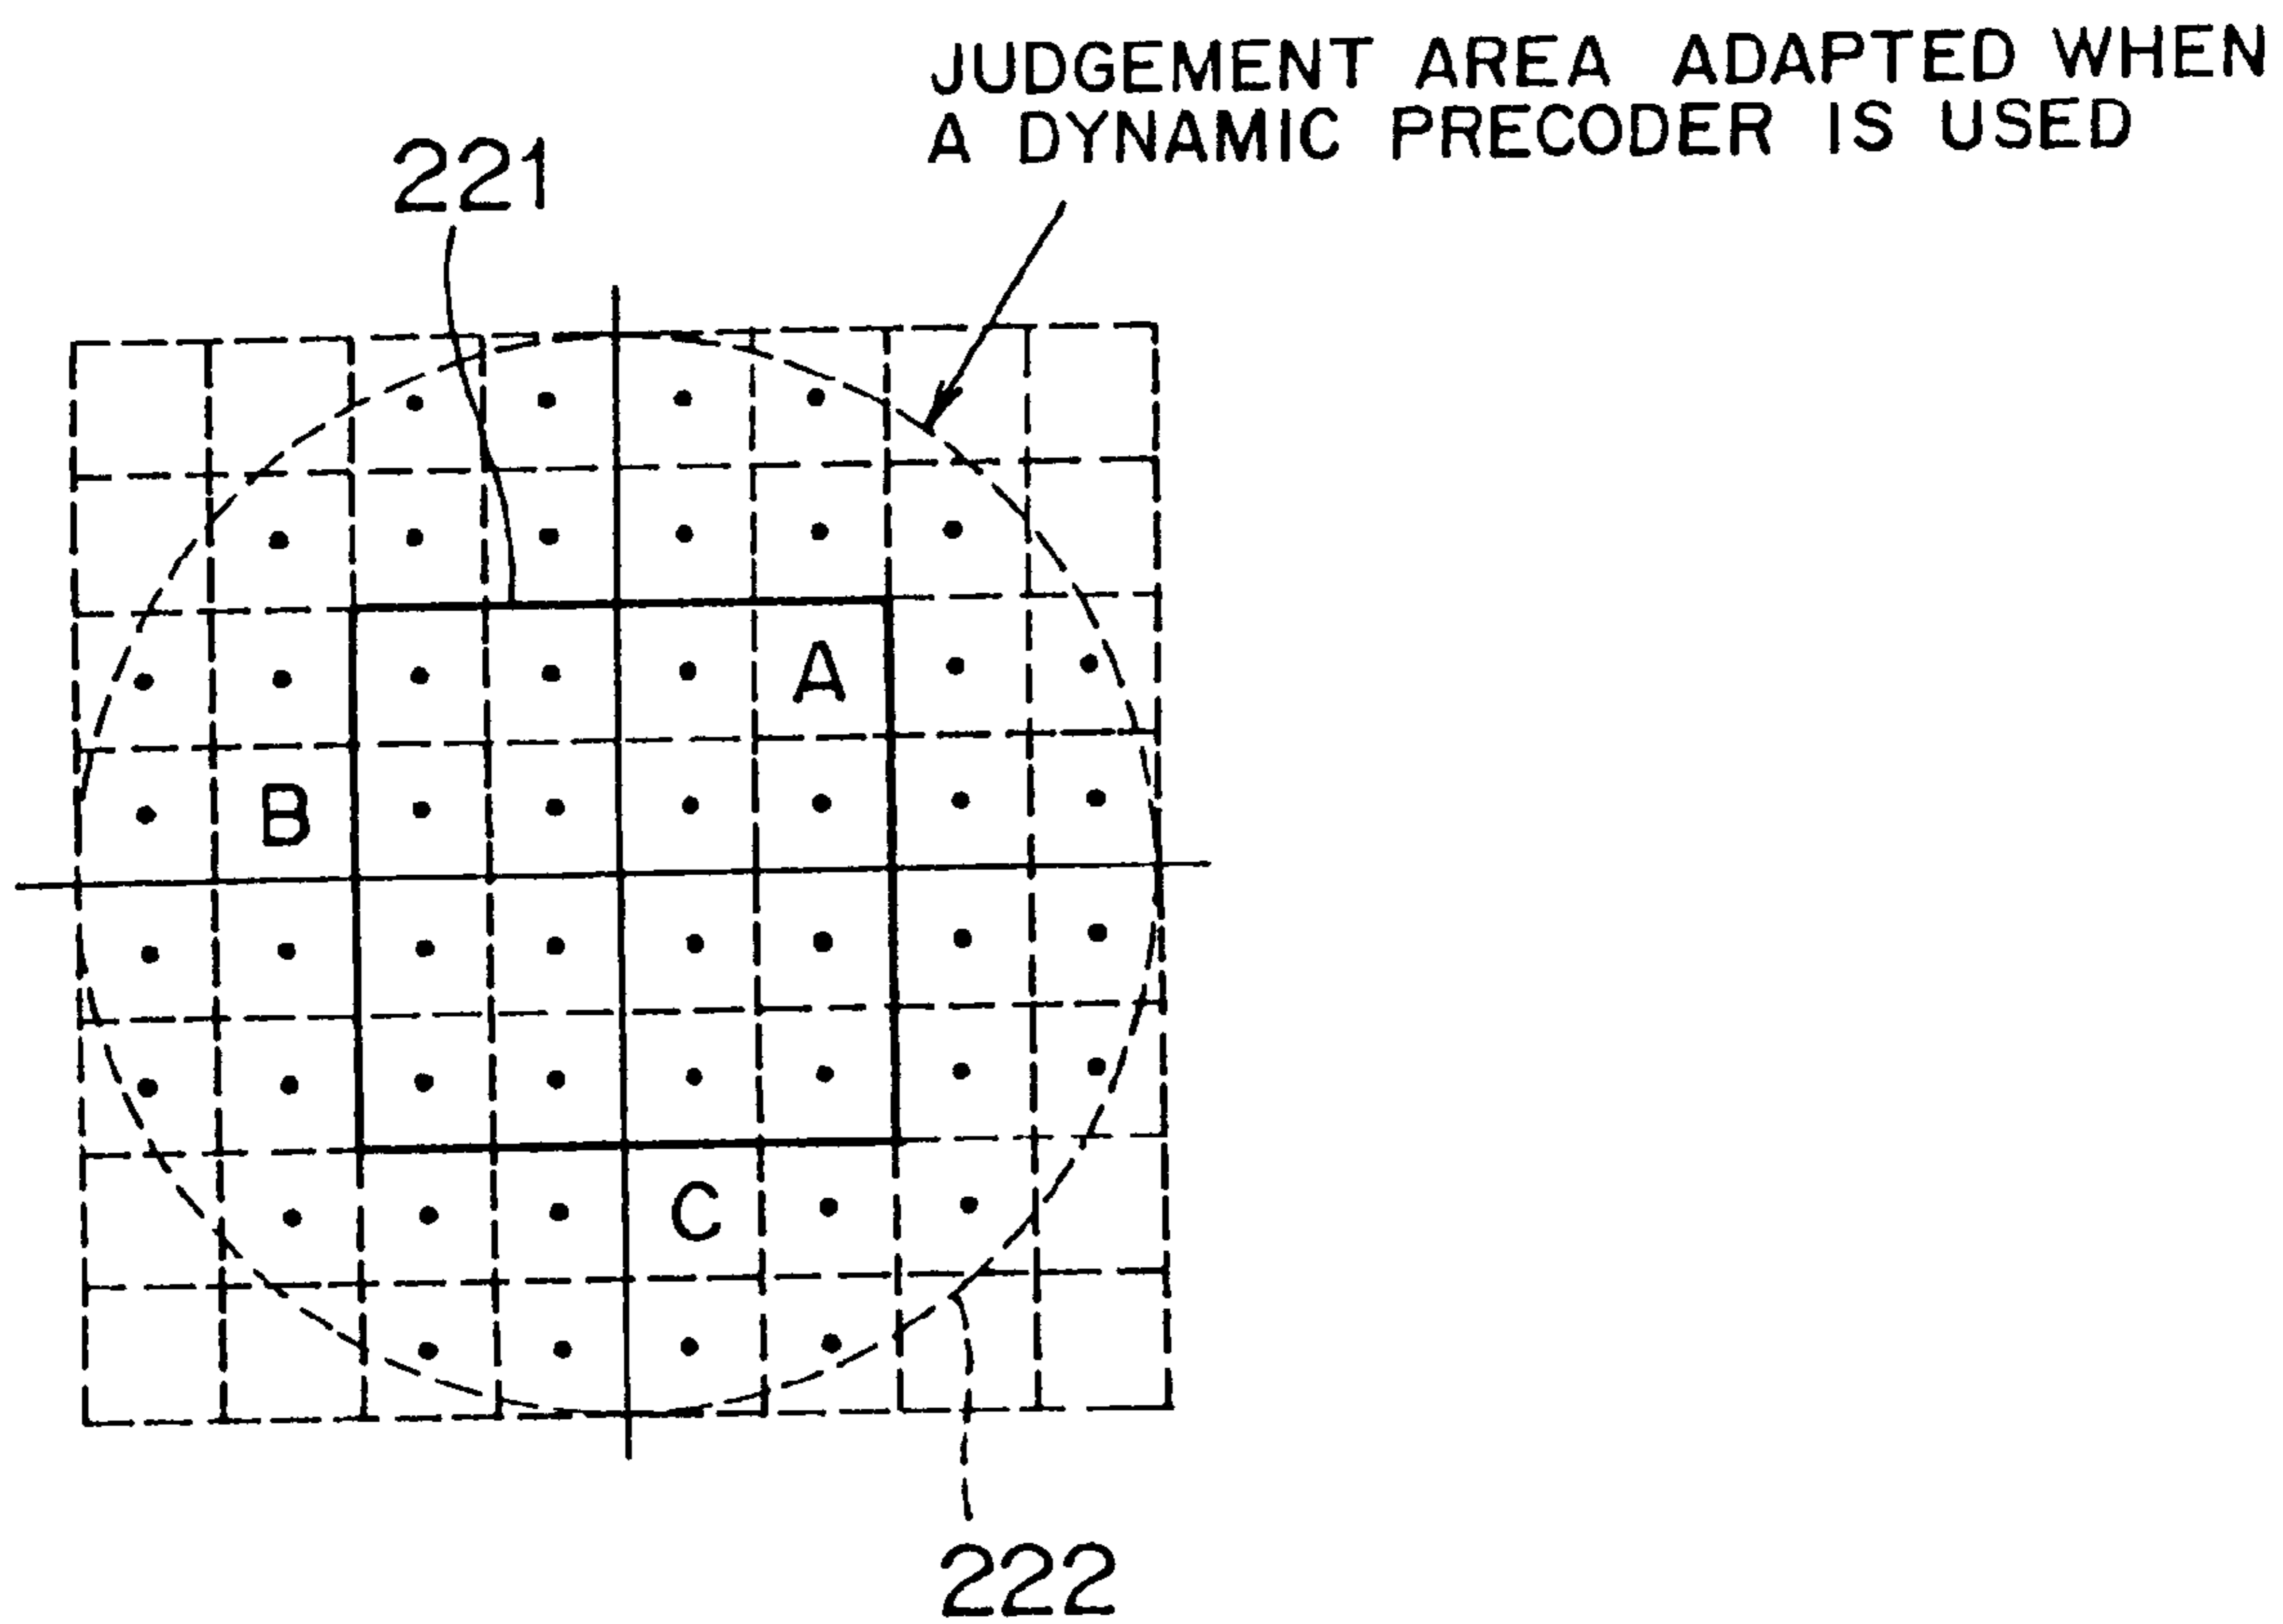 JUDGEMENT AREA ADAPTED WHEN
A DYNAMIC PRECODER IS USED
221
A
B
C
222